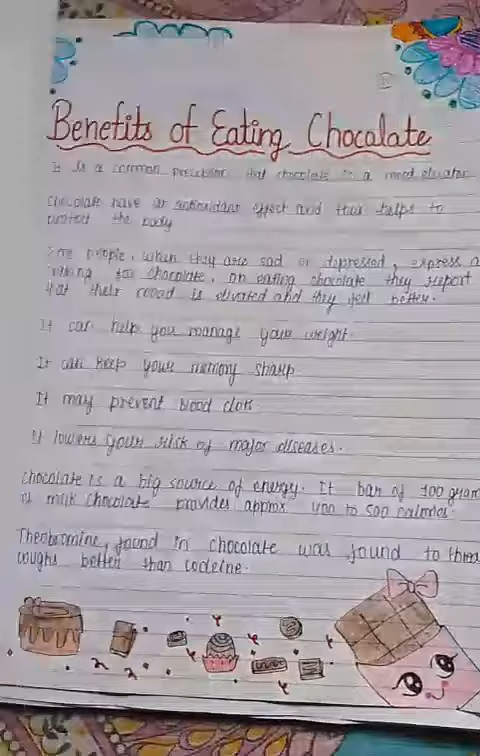 Benefits of Eating Chocalate
It is a common precision that chocolate is a mood elevator
Chocolate have an antioxidant effect and thus helps to
protect the body
Some people, when they are sad or depressed, express a
for chocolate, on eating chocolate they report
that their mood is elevated and they feel better.
It can help you manage your weight.
It can keep your memory sharp
It may prevent blood clots
It lowers your risk of major diseases.
Chocolate is a big source of energy. It bar of 100 gram
of milk chocolate provides approx 400 to 500 calories.
Theobromine, found in chocolate was found to
coughs better than codeine.